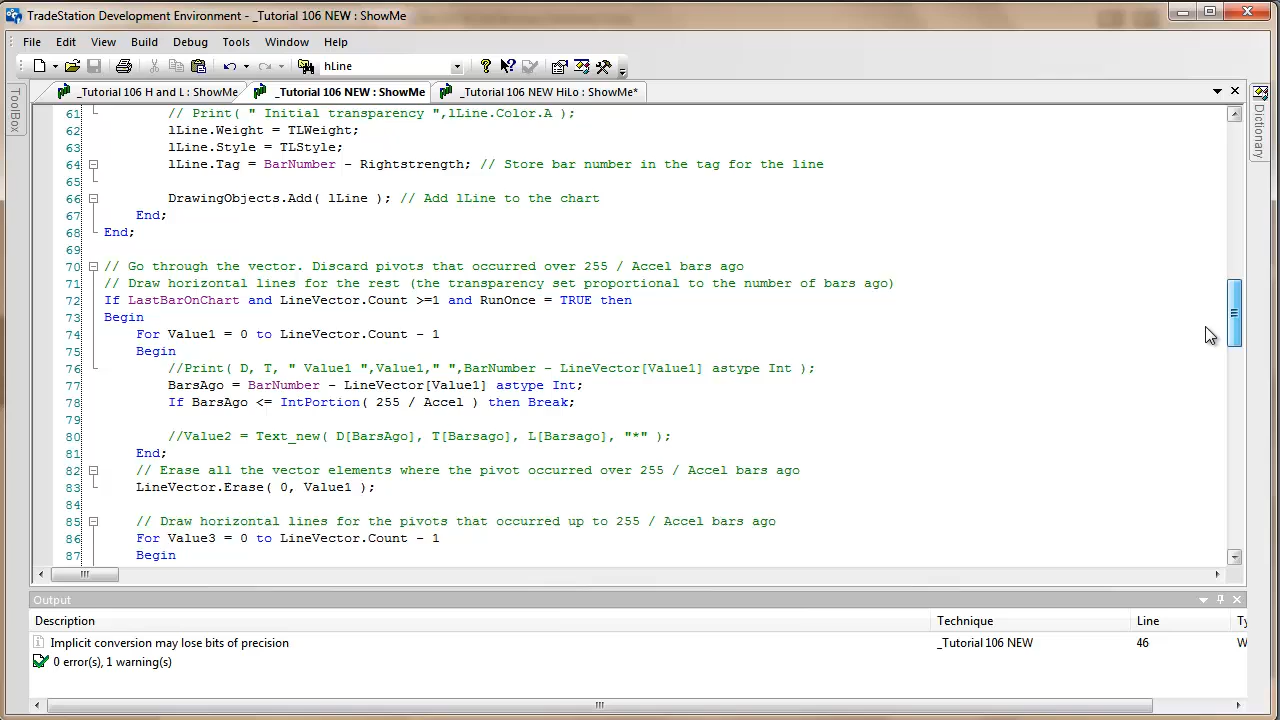 TradeStation Development Environment - _Tutorial 106 NEW : ShowMe
File Edit View Build Debug Tools Window Help
hLine
_Tutorial 106 H and L : ShowMe _Tutorial 106 NEW : ShowMe _Tutorial 106 NEW HiLo : ShowMe*
ToolBox
Dictionary
61 // Print( " Initial transparency ",lLine.Color.A );
62 lLine.Weight = TLWeight;
63 lLine.Style = TLStyle;
64 lLine.Tag = BarNumber - Rightstrength; // Store bar number in the tag for the line
65
66 DrawingObjects.Add( lLine ); // Add lLine to the chart
67 End;
68 End;
69
70 // Go through the vector. Discard pivots that occurred over 255 / Accel bars ago
71 // Draw horizontal lines for the rest (the transparency set proportional to the number of bars ago)
72 If LastBarOnChart and LineVector.Count >=1 and RunOnce = TRUE then
73 Begin
74 For Value1 = 0 to LineVector.Count - 1
75 Begin
76 //Print( D, T, " Value1 ",Value1," ",BarNumber - LineVector[Value1] astype Int );
77 BarsAgo = BarNumber - LineVector[Value1] astype Int;
78 If BarsAgo <= IntPortion( 255 / Accel ) then Break;
79
80 //Value2 = Text_new( D[BarsAgo], T[Barsago], L[Barsago], "*" );
81 End;
82 // Erase all the vector elements where the pivot occurred over 255 / Accel bars ago
83 LineVector.Erase( 0, Value1 );
84
85 // Draw horizontal lines for the pivots that occurred up to 255 / Accel bars ago
86 For Value3 = 0 to LineVector.Count - 1
87 Begin
Output
Description Technique Line Ty
Implicit conversion may lose bits of precision _Tutorial 106 NEW 46 W
0 error(s), 1 warning(s)